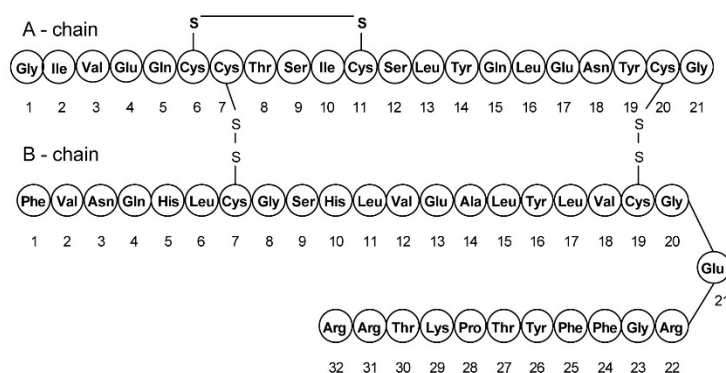 A - chain
S S
Gly Ile Val Glu Gln Cys Cys Thr Ser Ile Cys Ser Leu Tyr Gln Leu Glu Asn Tyr Cys Gly
1 2 3 4 5 6 7 8 9 10 11 12 13 14 15 16 17 18 19 20 21
S S
B - chain
S S
Phe Val Asn Gln His Leu Cys Gly Ser His Leu Val Glu Ala Leu Tyr Leu Val Cys Gly
1 2 3 4 5 6 7 8 9 10 11 12 13 14 15 16 17 18 19 20
Glu
21
Arg Arg Thr Lys Pro Thr Tyr Phe Phe Gly Arg
32 31 30 29 28 27 26 25 24 23 22